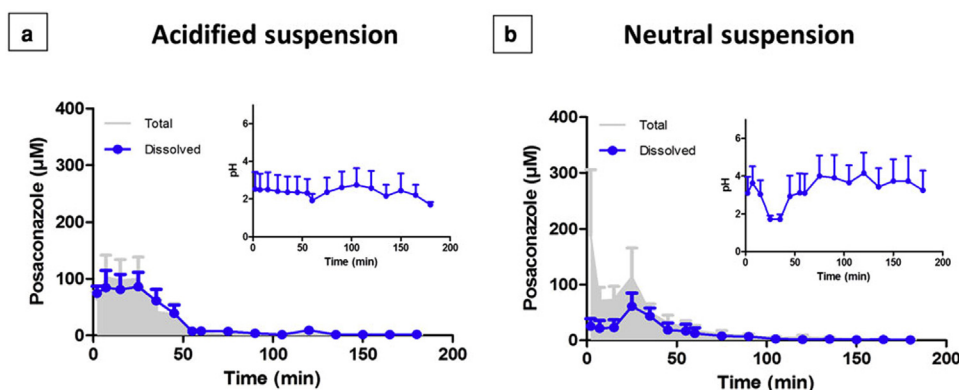 a
Acidified suspension
400
300
200
100
0
Posaconazole (µM)
Total
Dissolved
6
4
2
0
pH
0 50 100 150 200
Time (min)
0 50 100 150 200
Time (min)
b
Neutral suspension
400
300
200
100
0
Posaconazole (µM)
Total
Dissolved
6
4
2
0
pH
0 50 100 150 200
Time (min)
0 50 100 150 200
Time (min)